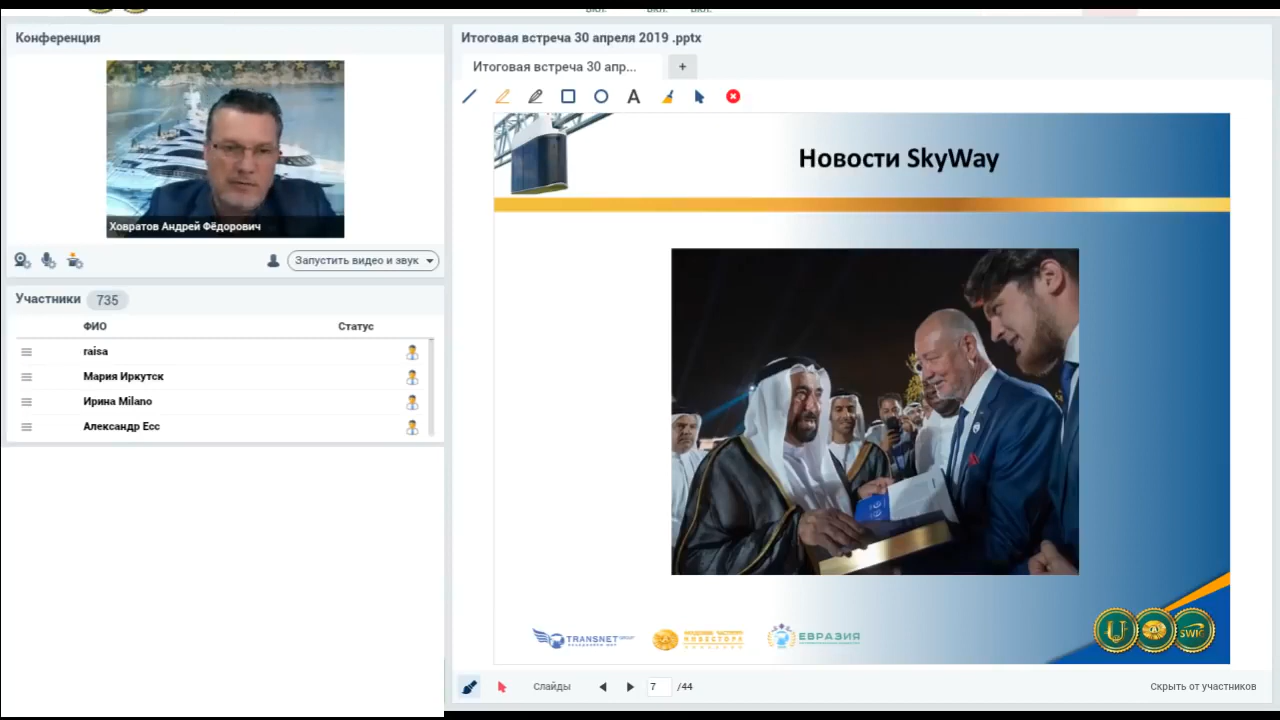 Конференция
Ховратов Андрей Фёдорович
Запустить видео и звук
Участники 735
ФИО Статус
raisa
Мария Иркутск
Ирина Milano
Александр Есс
Итоговая встреча 30 апреля 2019 .pptx
Итоговая встреча 30 апр... +
A
Новости SkyWay
TRANSNET
ИНВЕСТОРА
ЕВРАЗИЯ
U SWIC
Слайды 7 /44
Скрыть от участников